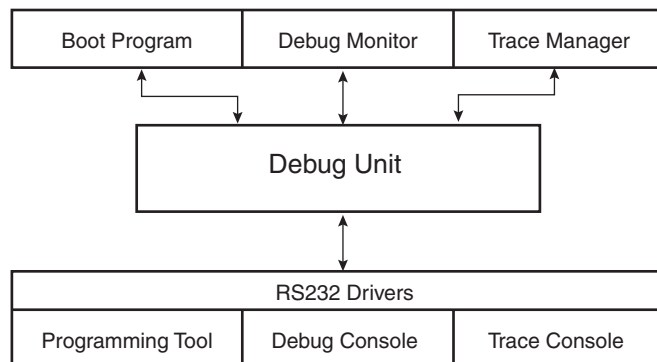 Boot Program
Debug Monitor
Trace Manager
Debug Unit
RS232 Drivers
Programming Tool
Debug Console
Trace Console